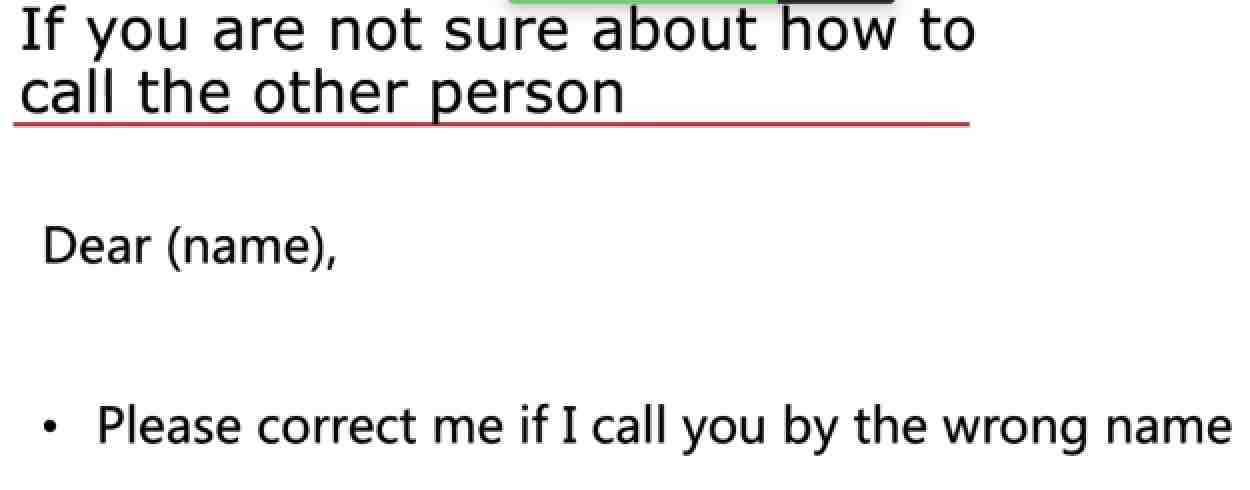 If you are not sure about how to
call the other person
Dear (name),
• Please correct me if I call you by the wrong name